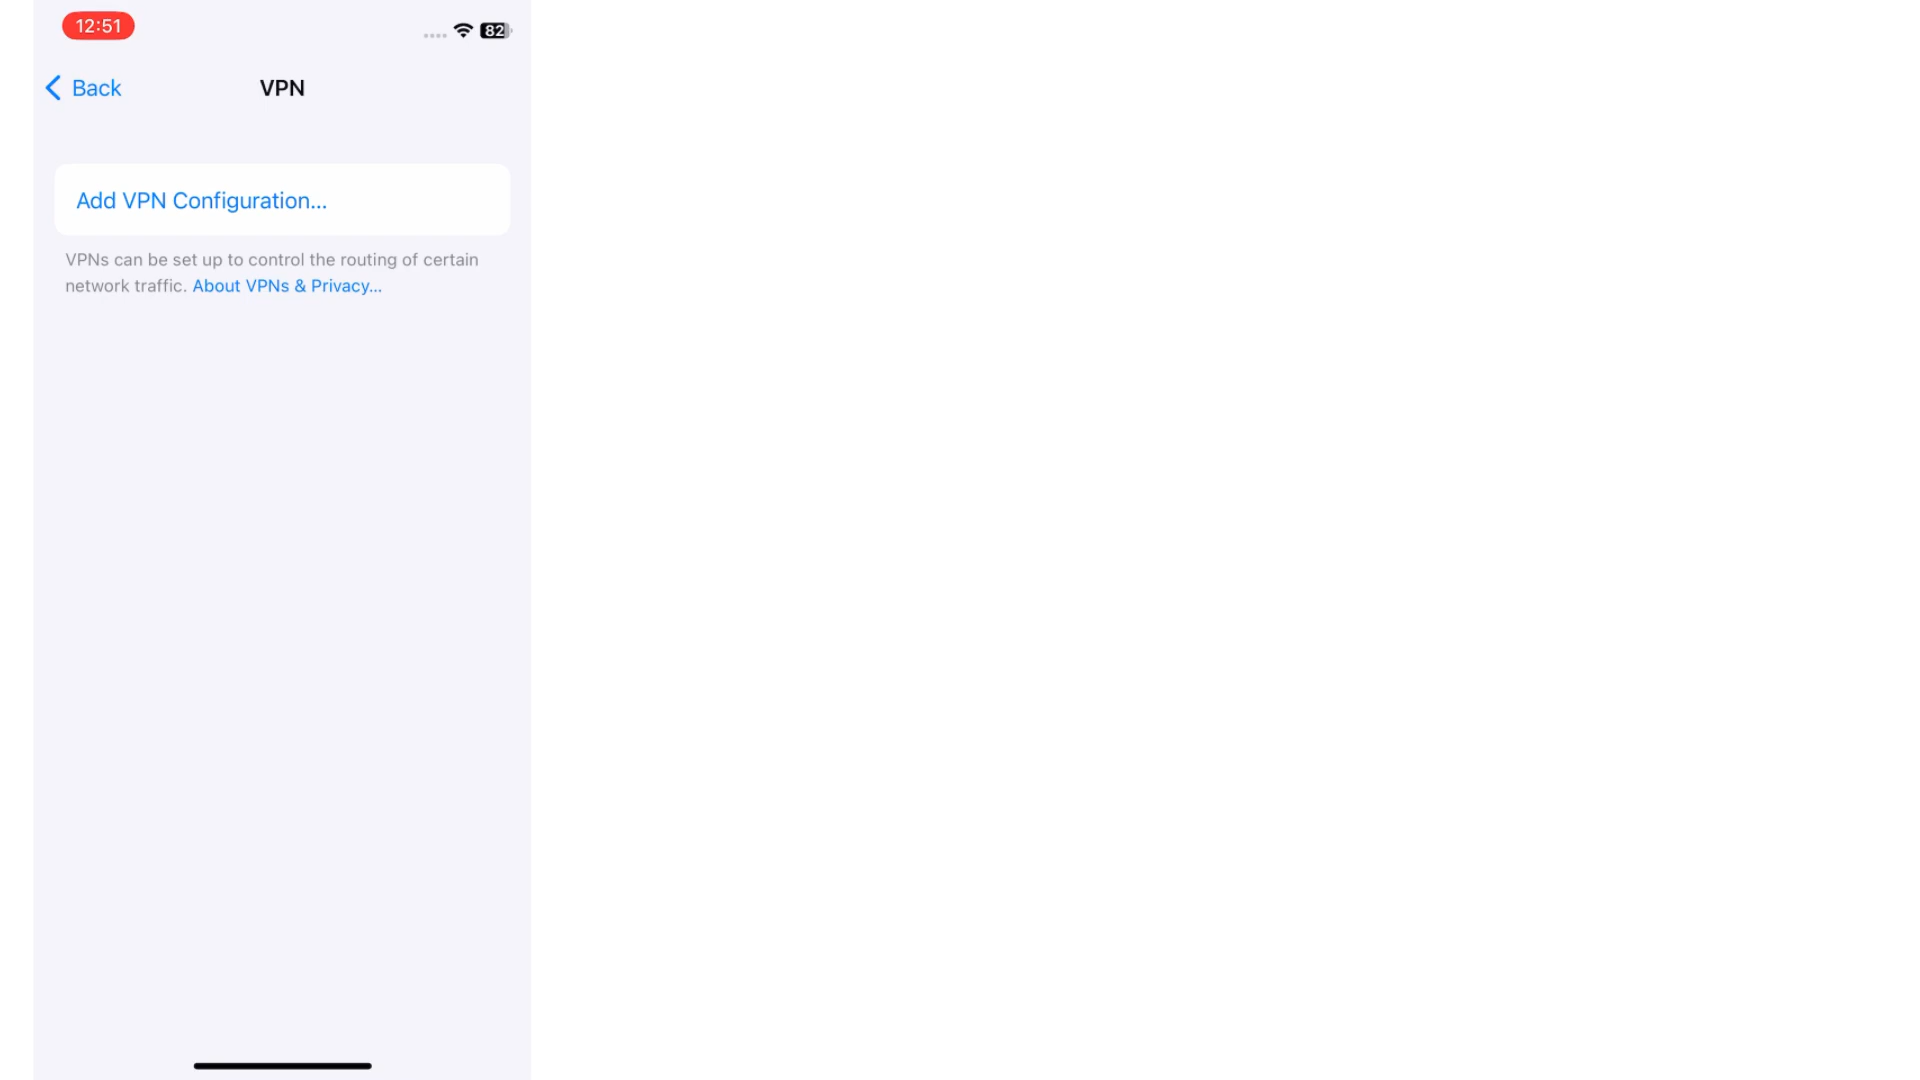 12:51
82
Back
VPN
Add VPN Configuration...
VPNs can be set up to control the routing of certain
network traffic. About VPNs & Privacy...